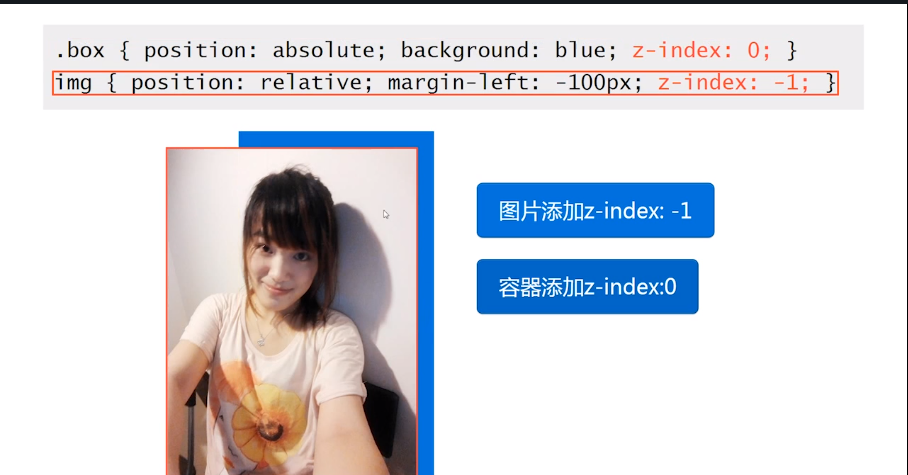 .box { position: absolute; background: blue; z-index: 0; }
img { position: relative; margin-left: -100px; z-index: -1; }
图片添加z-index: -1
容器添加z-index:0